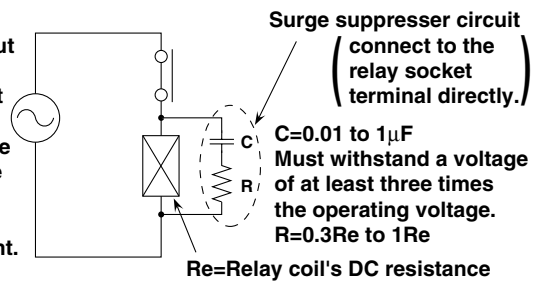 Surge suppresser circuit
connect to the
relay socket
terminal directly.
C
R
C=0.01 to 1μF
Must withstand a voltage
of at least three times
the operating voltage.
R=0.3Re to 1Re
Re=Relay coil's DC resistance